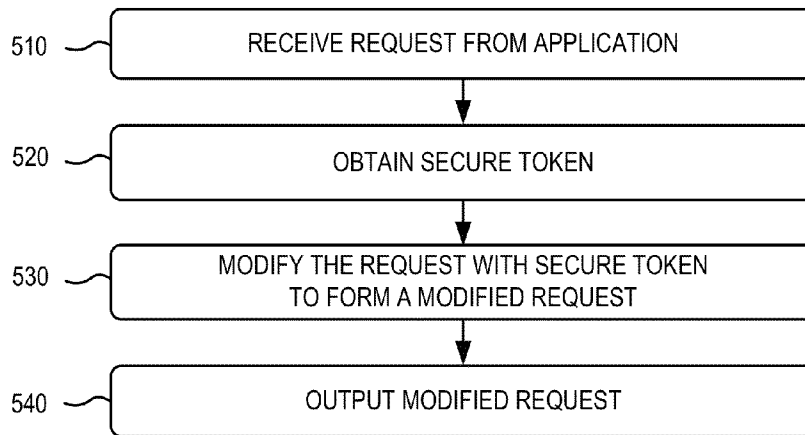 510 RECEIVE REQUEST FROM APPLICATION
520 OBTAIN SECURE TOKEN
530 MODIFY THE REQUEST WITH SECURE TOKEN
TO FORM A MODIFIED REQUEST
540 OUTPUT MODIFIED REQUEST